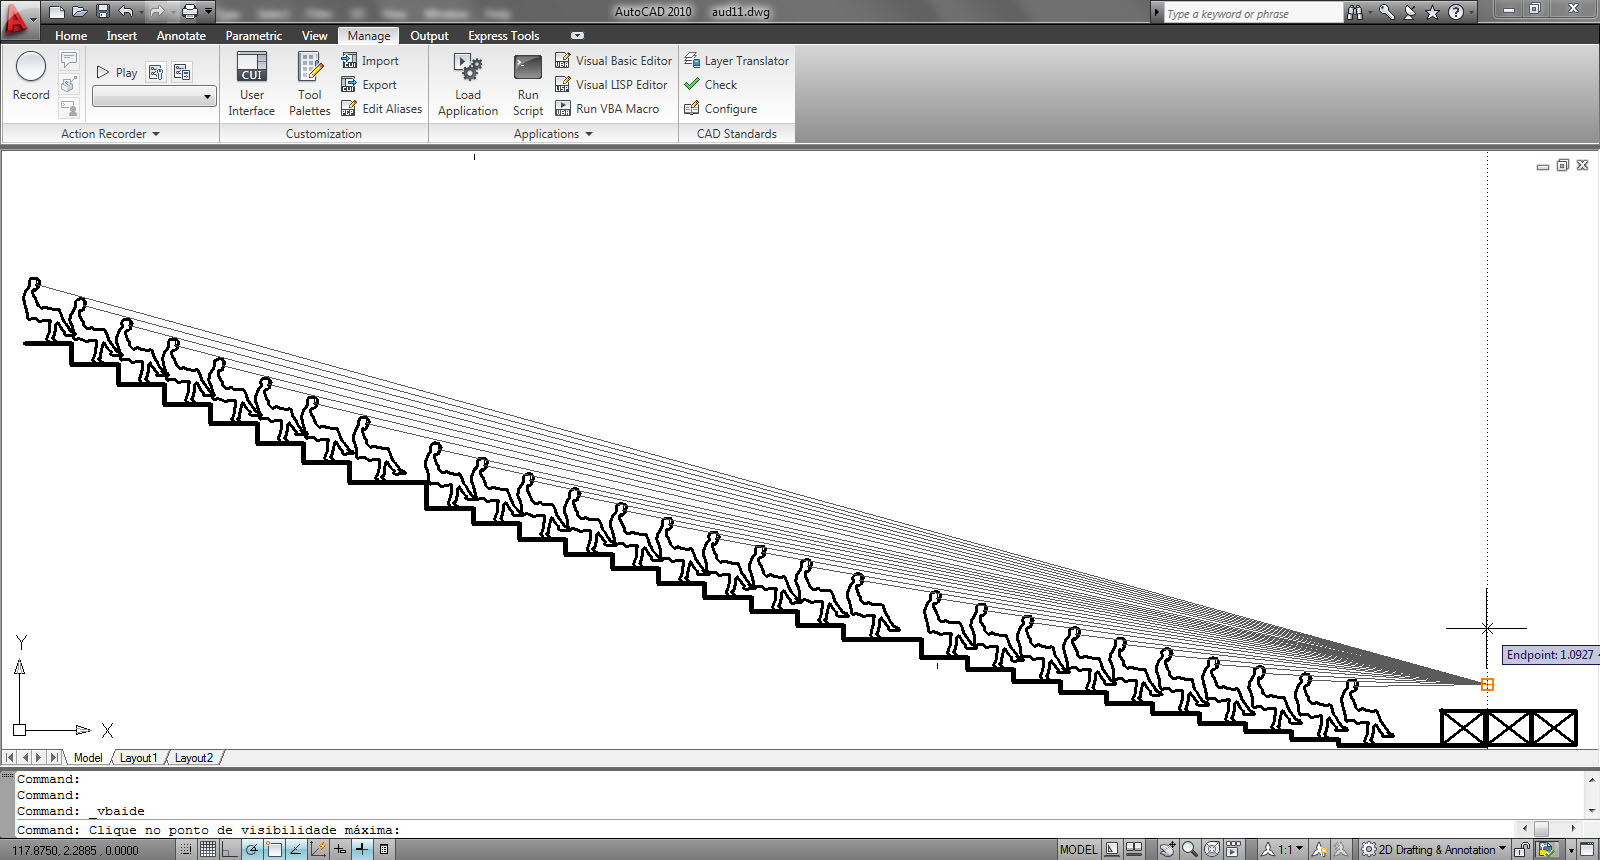 AutoCAD 2010 aud11.dwg
Type a keyword or phrase
Home Insert Annotate Parametric View Manage Output Express Tools
Record
Play
Action Recorder
CUI
User Interface
Tool Palettes
Import
Export
Edit Aliases
Customization
Load Application
Run Script
Visual Basic Editor
Visual LISP Editor
Run VBA Macro
Applications
Layer Translator
Check
Configure
CAD Standards
Endpoint: 1.0927
Y
X
Model Layout1 Layout2
Command:
Command:
Command: _vbaide
Command: Clique no ponto de visibilidade máxima:
117.8750, 2.2885 , 0.0000
MODEL
1:1
2D Drafting & Annotation